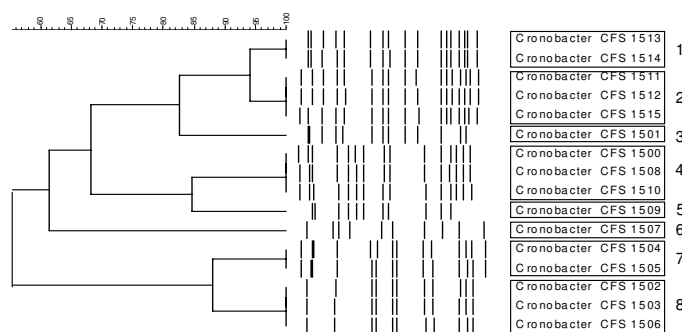 60 65 70 75 80 85 90 95 100
Cronobacter CFS 1513
Cronobacter CFS 1514
1
Cronobacter CFS 1511
Cronobacter CFS 1512
Cronobacter CFS 1515
2
Cronobacter CFS 1501
3
Cronobacter CFS 1500
Cronobacter CFS 1508
Cronobacter CFS 1510
4
Cronobacter CFS 1509
5
Cronobacter CFS 1507
6
Cronobacter CFS 1504
Cronobacter CFS 1505
7
Cronobacter CFS 1502
Cronobacter CFS 1503
Cronobacter CFS 1506
8